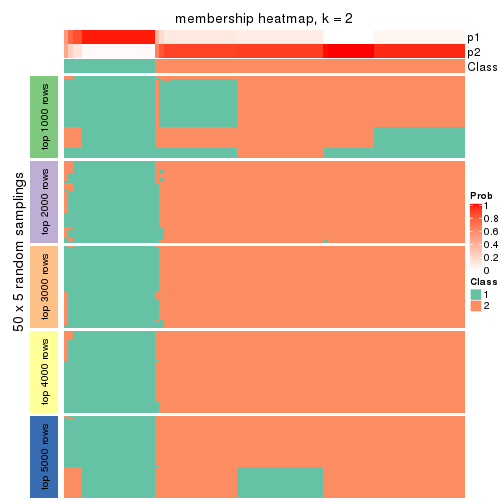 membership heatmap, k = 2
p1
p2
Class
50 x 5 random samplings
top 1000 rows
top 2000 rows
top 3000 rows
top 4000 rows
top 5000 rows
Prob
1
0.8
0.6
0.4
0.2
0
Class
1
2